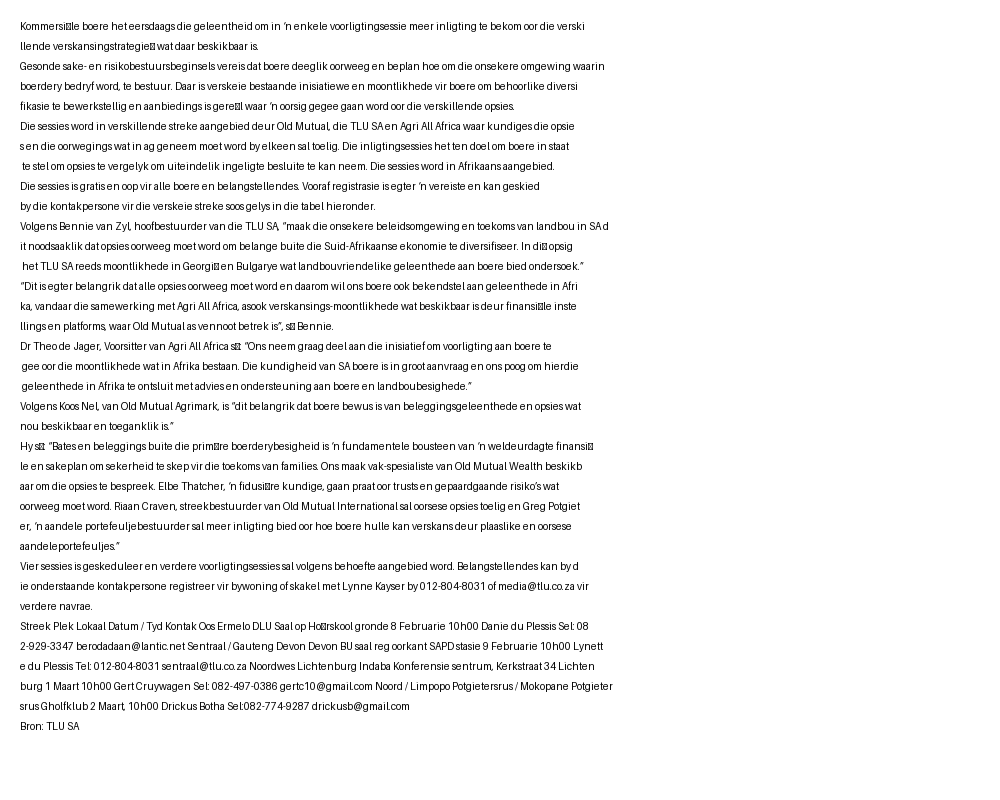 Kommersi□le boere het eersdaags die geleentheid om in ’n enkele voorligtingsessie meer inligting te bekom oor die verski
llende verskansingstrategie□ wat daar beskikbaar is.
Gesonde sake- en risikobestuursbeginsels vereis dat boere deeglik oorweeg en beplan hoe om die onsekere omgewing waarin
boerdery bedryf word, te bestuur. Daar is verskeie bestaande inisiatiewe en moontlikhede vir boere om behoorlike diversi
fikasie te bewerkstellig en aanbiedings is gere□l waar ’n oorsig gegee gaan word oor die verskillende opsies.
Die sessies word in verskillende streke aangebied deur Old Mutual, die TLU SA en Agri All Africa waar kundiges die opsie
s en die oorwegings wat in ag geneem moet word by elkeen sal toelig. Die inligtingsessies het ten doel om boere in staat
te stel om opsies te vergelyk om uiteindelik ingeligte besluite te kan neem. Die sessies word in Afrikaans aangebied.
Die sessies is gratis en oop vir alle boere en belangstellendes. Vooraf registrasie is egter ’n vereiste en kan geskied
by die kontakpersone vir die verskeie streke soos gelys in die tabel hieronder.
Volgens Bennie van Zyl, hoofbestuurder van die TLU SA, “maak die onsekere beleidsomgewing en toekoms van landbou in SA d
it noodsaaklik dat opsies oorweeg moet word om belange buite die Suid-Afrikaanse ekonomie te diversifiseer. In di□ opsig
het TLU SA reeds moontlikhede in Georgi□ en Bulgarye wat landbouvriendelike geleenthede aan boere bied ondersoek.”
“Dit is egter belangrik dat alle opsies oorweeg moet word en daarom wil ons boere ook bekendstel aan geleenthede in Afri
ka, vandaar die samewerking met Agri All Africa, asook verskansings-moontlikhede wat beskikbaar is deur finansi□le inste
llings en platforms, waar Old Mutual as vennoot betrek is”, s□ Bennie.
Dr Theo de Jager, Voorsitter van Agri All Africa s□: “Ons neem graag deel aan die inisiatief om voorligting aan boere te
gee oor die moontlikhede wat in Afrika bestaan. Die kundigheid van SA boere is in groot aanvraag en ons poog om hierdie
geleenthede in Afrika te ontsluit met advies en ondersteuning aan boere en landboubesighede.”
Volgens Koos Nel, van Old Mutual Agrimark, is “dit belangrik dat boere bewus is van beleggingsgeleenthede en opsies wat
nou beskikbaar en toeganklik is.”
Hy s□: “Bates en beleggings buite die prim□re boerderybesigheid is ’n fundamentele bousteen van ’n weldeurdagte finansi□
le en sakeplan om sekerheid te skep vir die toekoms van families. Ons maak vak-spesialiste van Old Mutual Wealth beskikb
aar om die opsies te bespreek. Elbe Thatcher, ’n fidusi□re kundige, gaan praat oor trusts en gepaardgaande risiko’s wat
oorweeg moet word. Riaan Craven, streekbestuurder van Old Mutual International sal oorsese opsies toelig en Greg Potgiet
er, ’n aandele portefeuljebestuurder sal meer inligting bied oor hoe boere hulle kan verskans deur plaaslike en oorsese
aandeleportefeuljes.”
Vier sessies is geskeduleer en verdere voorligtingsessies sal volgens behoefte aangebied word. Belangstellendes kan by d
ie onderstaande kontakpersone registreer vir bywoning of skakel met Lynne Kayser by 012-804-8031 of media@tlu.co.za vir
verdere navrae.
Streek Plek Lokaal Datum / Tyd Kontak Oos Ermelo DLU Saal op Ho□rskool gronde 8 Februarie 10h00 Danie du Plessis Sel: 08
2-929-3347 berodadaan@lantic.net Sentraal / Gauteng Devon Devon BU saal reg oorkant SAPD stasie 9 Februarie 10h00 Lynett
e du Plessis Tel: 012-804-8031 sentraal@tlu.co.za Noordwes Lichtenburg Indaba Konferensie sentrum, Kerkstraat 34 Lichten
burg 1 Maart 10h00 Gert Cruywagen Sel: 082-497-0386 gertc10@gmail.com Noord / Limpopo Potgietersrus / Mokopane Potgieter
srus Gholfklub 2 Maart, 10h00 Drickus Botha Sel:082-774-9287 drickusb@gmail.com
Bron: TLU SA